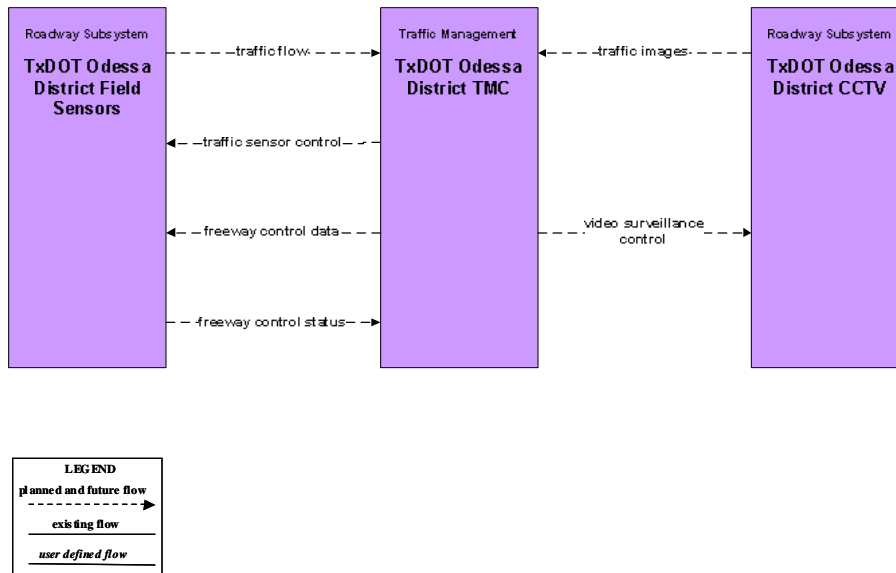 Roadway Subsystem
TxDOT Odessa
District Field
Sensors
traffic flow
traffic sensor control
freeway control data
freeway control status
Traffic Management
TxDOT Odessa
District TMC
traffic images
video surveillance
control
Roadway Subsystem
TxDOT Odessa
District CCTV
LEGEND
planned and future flow
existing flow
user defined flow